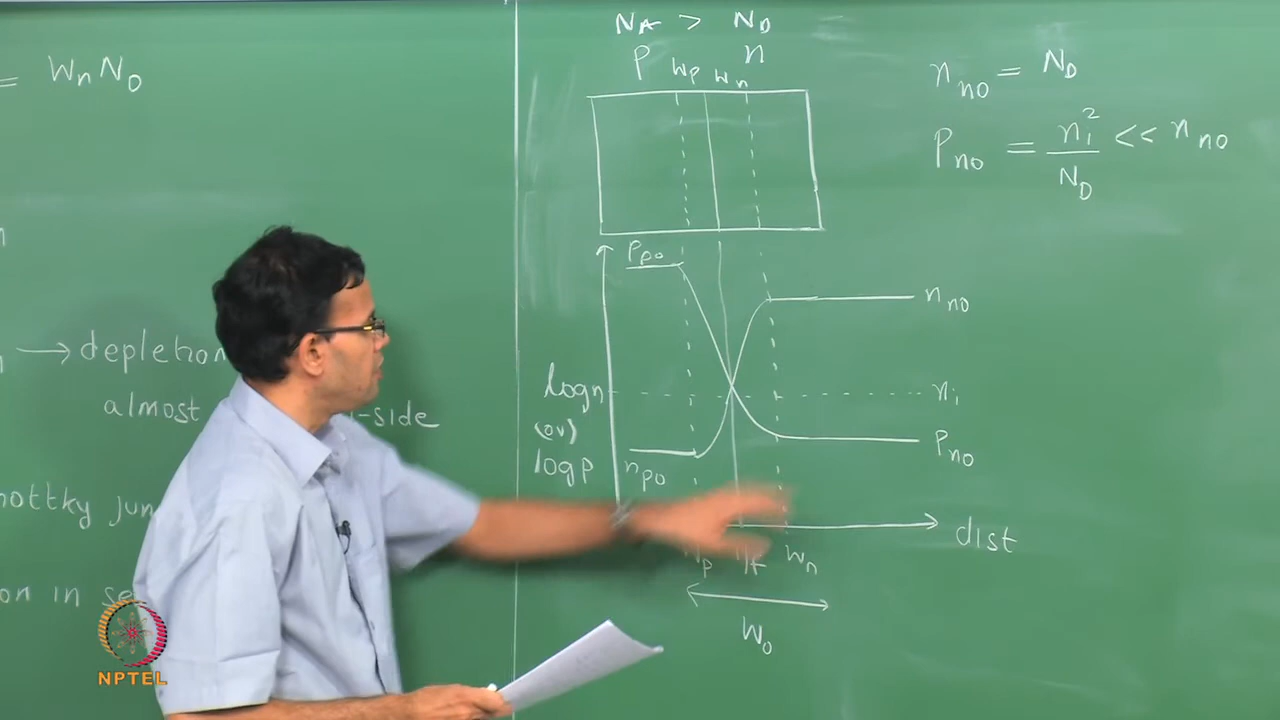 = WnND
→ depletion
almost -side
hottky jun
on in se
NA > ND
P n
Wp Wn
nno = ND
Pno = ni² / ND << nno
Ppo
nno
logn
(or)
logp
ni
npo
Pno
dist
Wn
W0
NPTEL